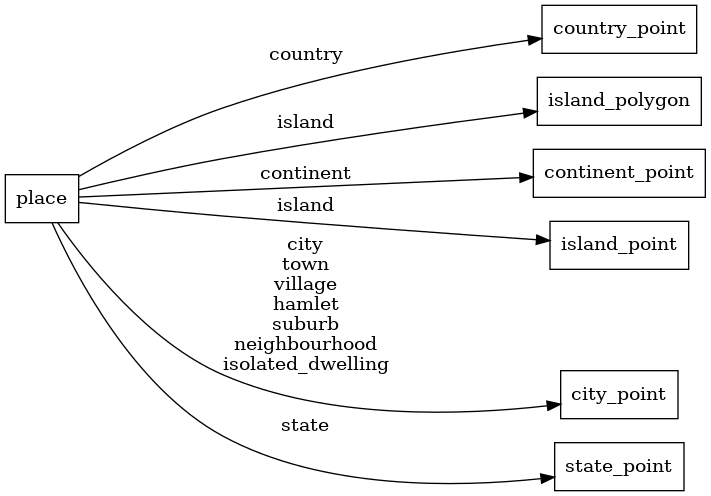 place
country
country_point
island
island_polygon
continent
continent_point
island
island_point
city
town
village
hamlet
suburb
neighbourhood
isolated_dwelling
city_point
state
state_point